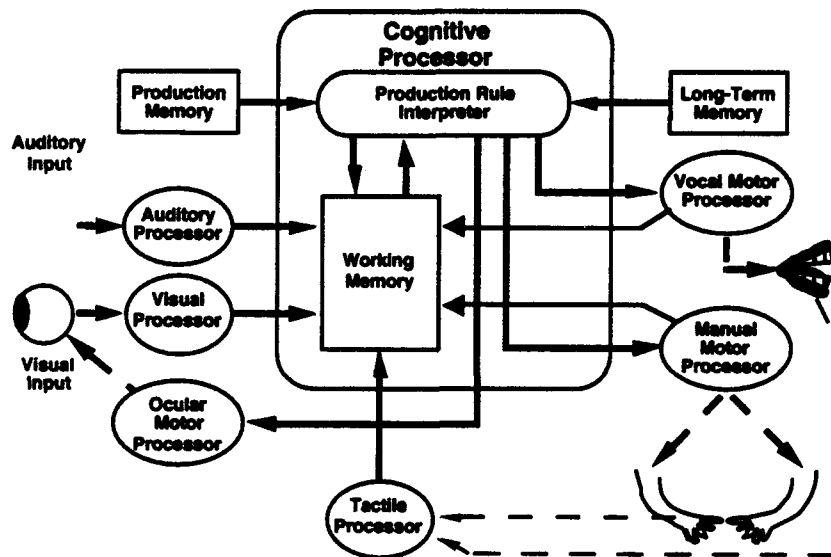 Cognitive
Processor
Production
Memory
Production Rule
Interpreter
Long-Term
Memory
Auditory
Input
Auditory
Processor
Vocal Motor
Processor
Working
Memory
Visual
Processor
Visual
Input
Manual
Motor
Processor
Ocular
Motor
Processor
Tactile
Processor